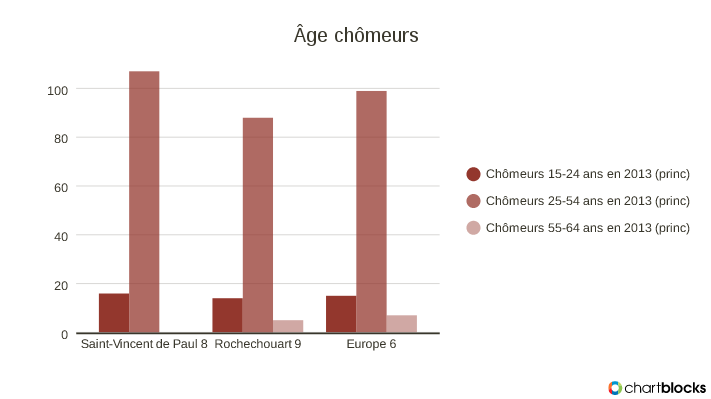 Âge chômeurs
100
80
60
40
20
0
Saint-Vincent de Paul 8
Rochechouart 9
Europe 6
Chômeurs 15-24 ans en 2013 (princ)
Chômeurs 25-54 ans en 2013 (princ)
Chômeurs 55-64 ans en 2013 (princ)
chartblocks